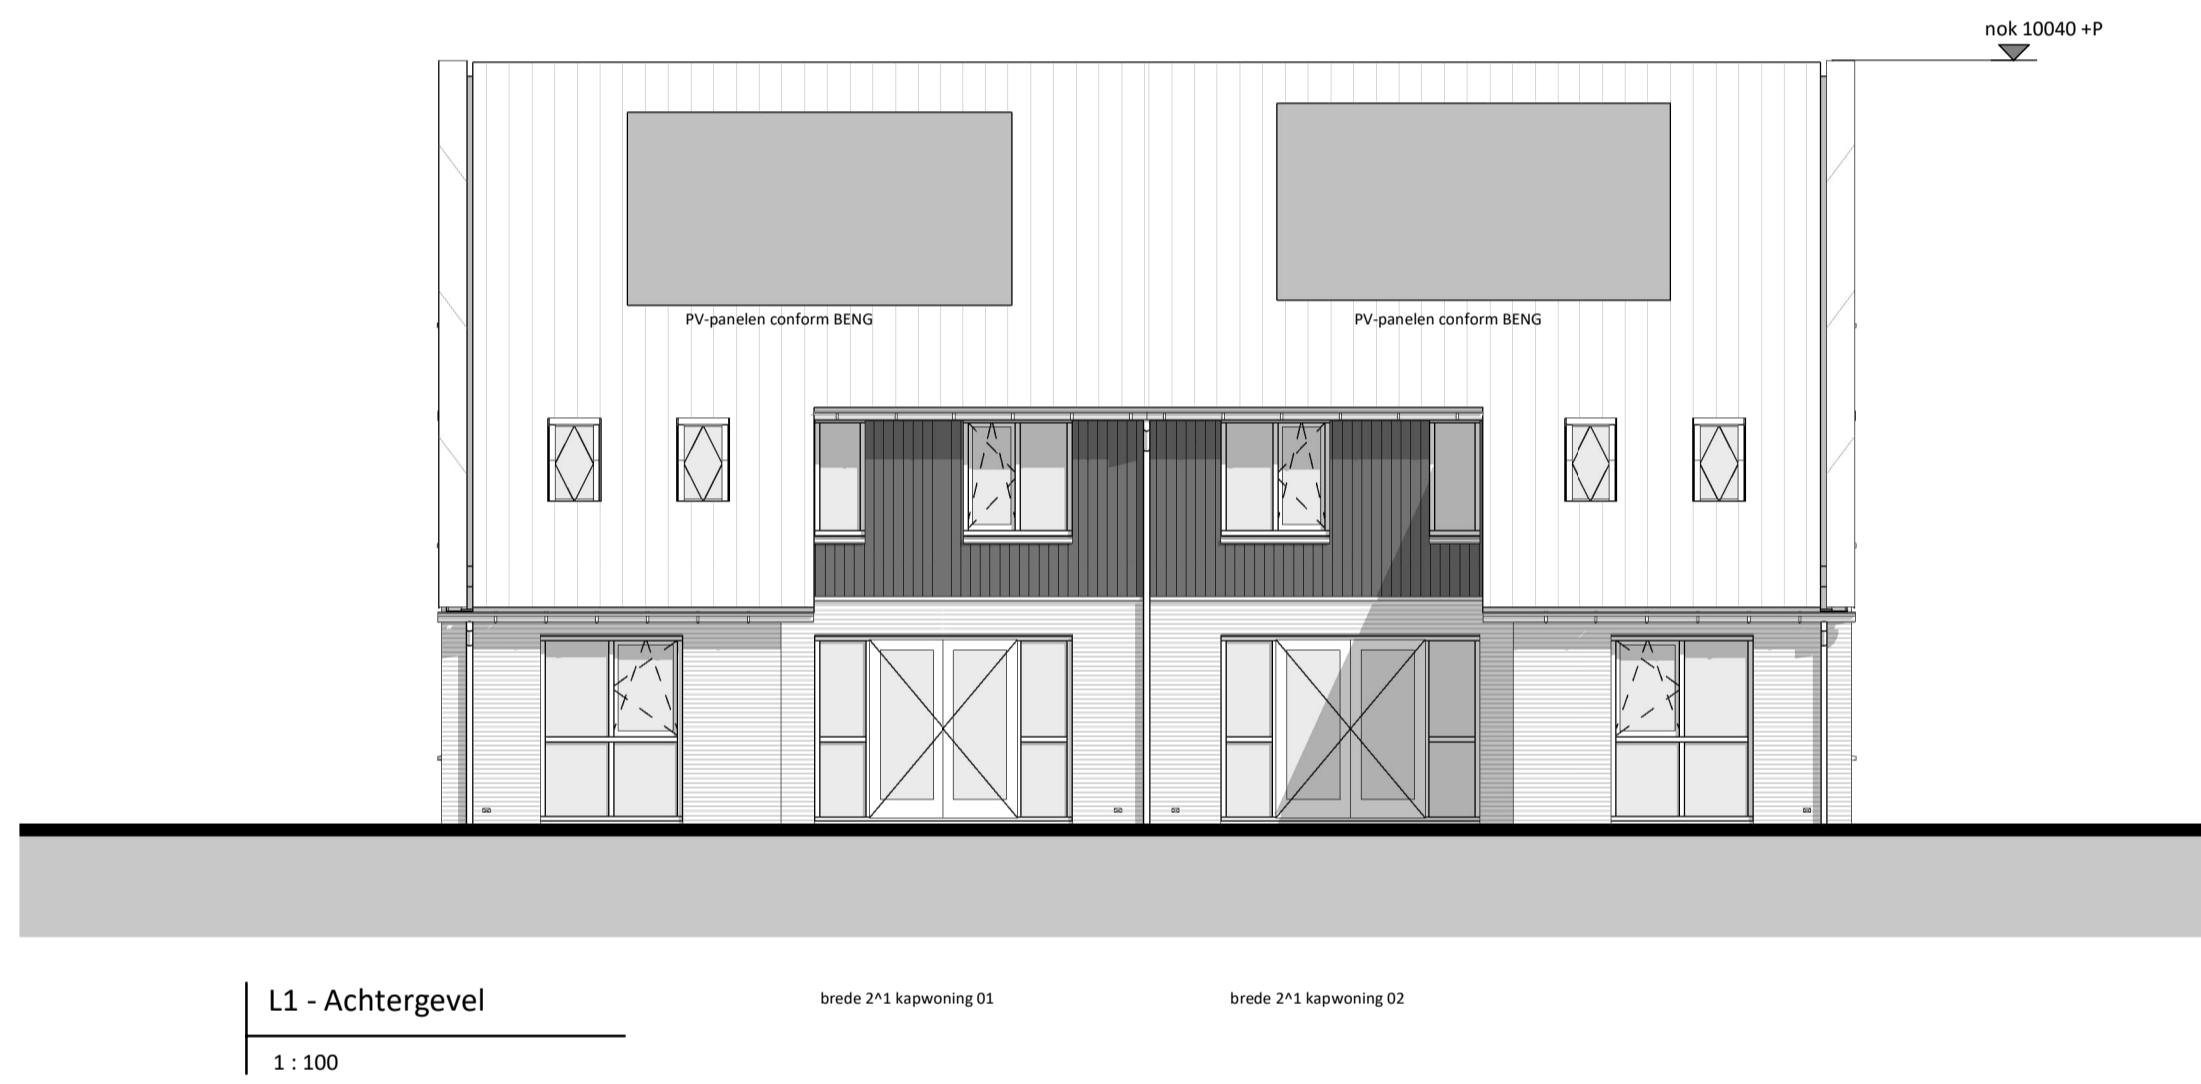 nok 10040 +P
PV-panelen conform BENG
PV-panelen conform BENG
L1 - Achtergevel
brede 2^1 kapwoning 01
brede 2^1 kapwoning 02
1 : 100